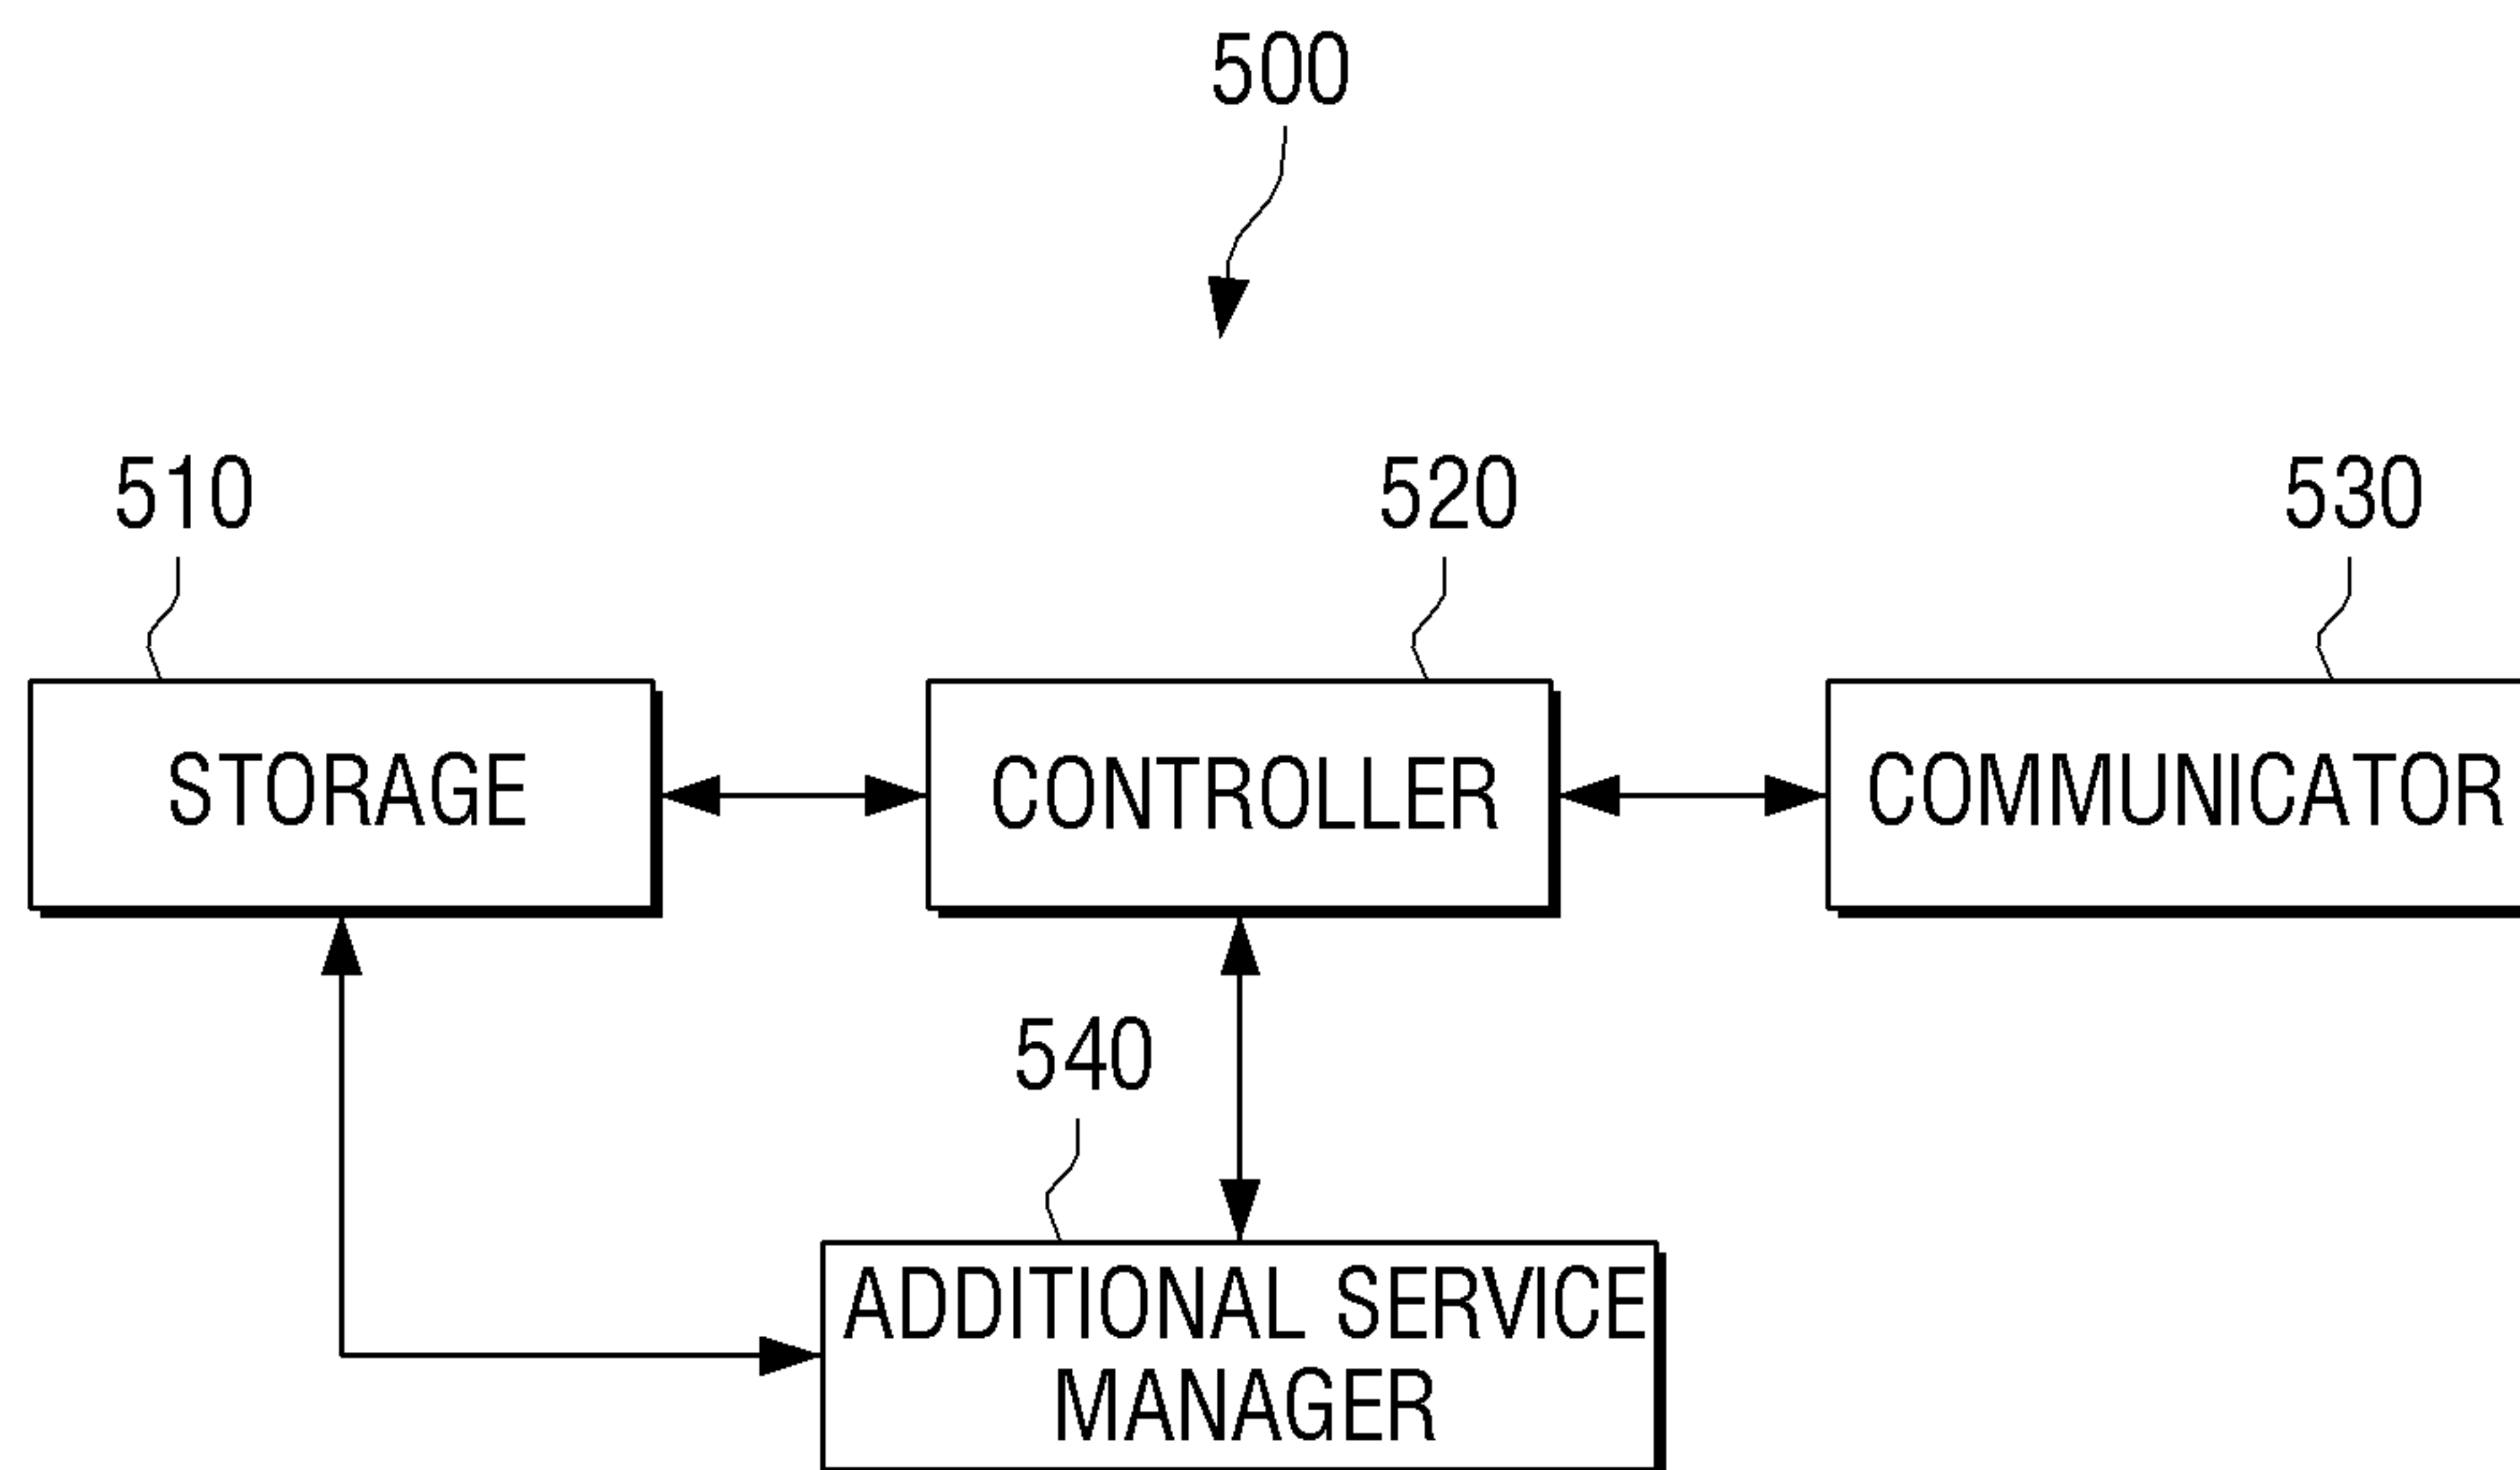 500
510
520
530
STORAGE
CONTROLLER
COMMUNICATOR
540
ADDITIONAL SERVICE
MANAGER